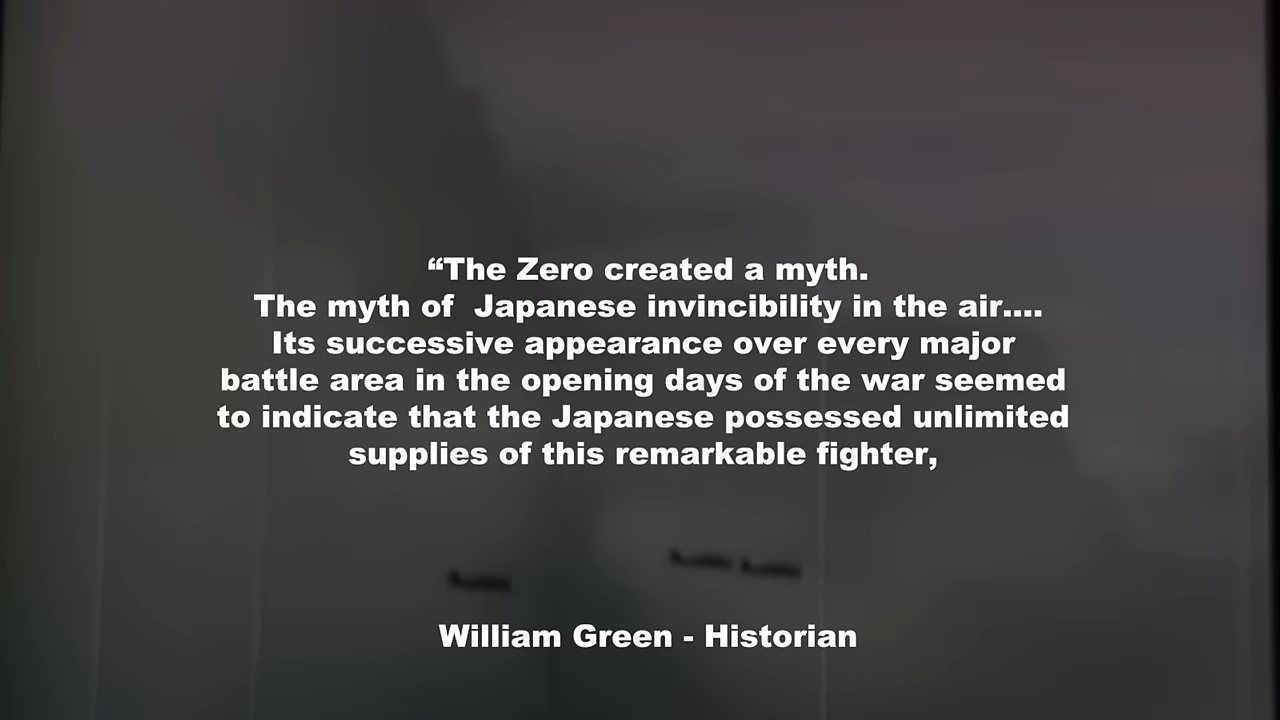 “The Zero created a myth.
The myth of  Japanese invincibility in the air....
Its successive appearance over every major
battle area in the opening days of the war seemed
to indicate that the Japanese possessed unlimited
supplies of this remarkable fighter,
William Green - Historian